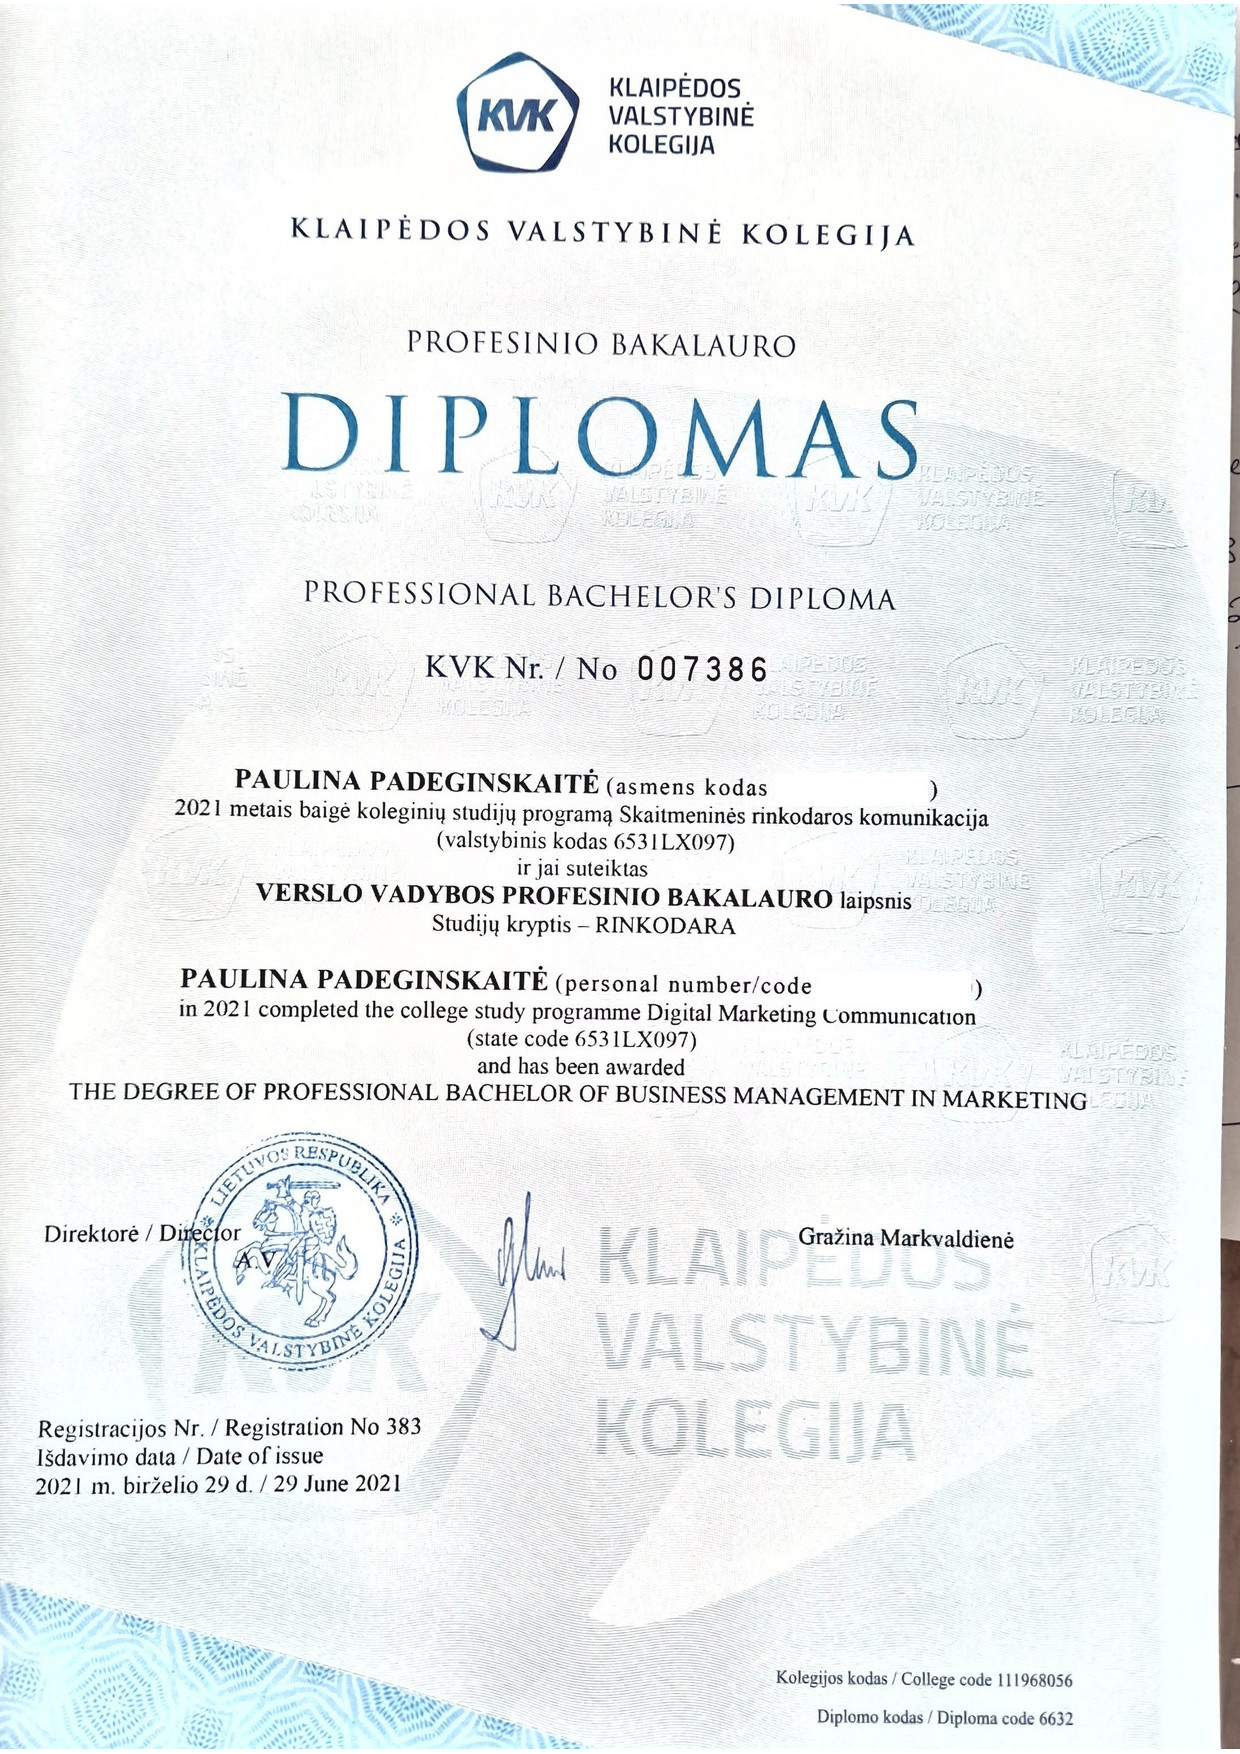 KVK
KLAIPĖDOS
VALSTYBINĖ
KOLEGIJA
KLAIPĖDOS VALSTYBINĖ KOLEGIJA
PROFESINIO BAKALAURO
DIPLOMAS
PROFESSIONAL BACHELOR'S DIPLOMA
KVK Nr. / No 007386
PAULINA PADEGINSKAITĖ (asmens kodas )
2021 metais baigė koleginių studijų programą Skaitmeninės rinkodaros komunikacija
(valstybinis kodas 6531LX097)
ir jai suteiktas
VERSLO VADYBOS PROFESINIO BAKALAURO laipsnis
Studijų kryptis – RINKODARA
PAULINA PADEGINSKAITĖ (personal number/code )
in 2021 completed the college study programme Digital Marketing Communication
(state code 6531LX097)
and has been awarded
THE DEGREE OF PROFESSIONAL BACHELOR OF BUSINESS MANAGEMENT IN MARKETING
LIETUVOS RESPUBLIKA
KLAIPĖDOS VALSTYBINĖ KOLEGIJA
Direktorė / Director
A V
Gražina Markvaldienė
KLAIPĖDOS
VALSTYBINĖ
KOLEGIJA
Registracijos Nr. / Registration No 383
Išdavimo data / Date of issue
2021 m. birželio 29 d. / 29 June 2021
Kolegijos kodas / College code 111968056
Diplomo kodas / Diploma code 6632